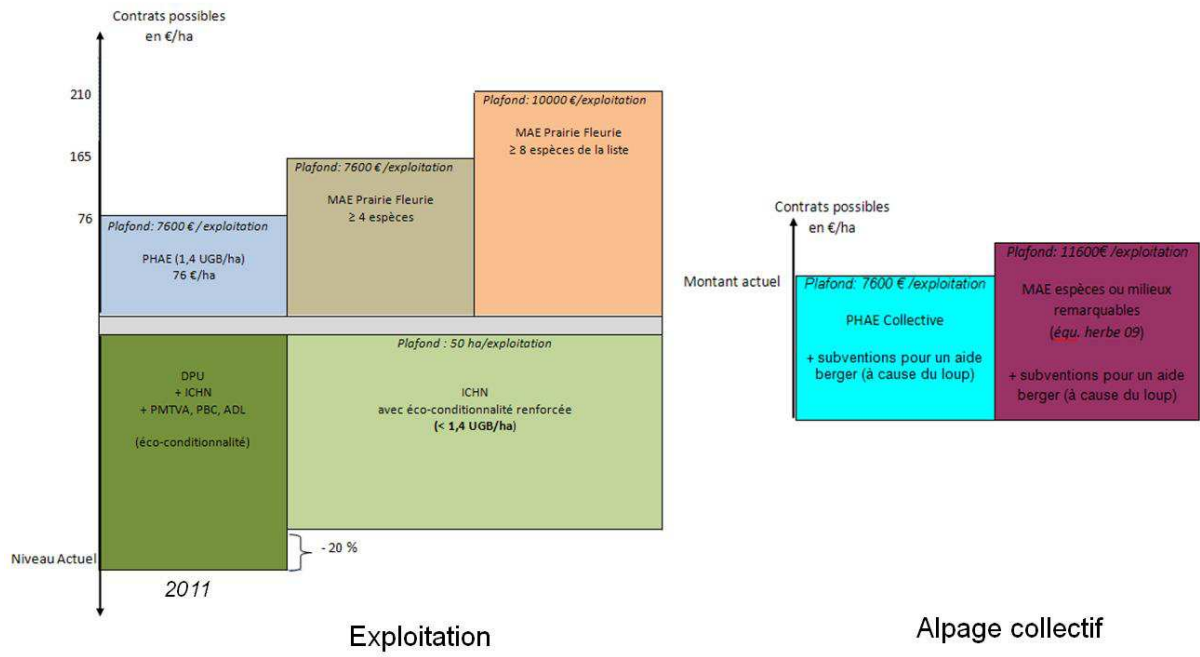 Contrats possibles
en €/ha
210
165
76
Plafond: 7600 € / exploitation
PHAE (1,4 UGB/ha)
76 €/ha
Plafond: 7600 € /exploitation
MAE Prairie Fleurie
≥ 4 espèces
Plafond: 10000 €/exploitation
MAE Prairie Fleurie
≥ 8 espèces de la liste
DPU
+ ICHN
+ PMTVA, PBC, ADL
(éco-conditionnalité)
Plafond : 50 ha/exploitation
ICHN
avec éco-conditionnalité renforcée
(< 1,4 UGB/ha)
Niveau Actuel
- 20 %
2011
Exploitation
Contrats possibles
en €/ha
Montant actuel
Plafond: 7600 € /exploitation
PHAE Collective
+ subventions pour un aide
berger (à cause du loup)
Plafond: 11600€ /exploitation
MAE espèces ou milieux
remarquables
(équ. herbe 09)
+ subventions pour un aide
berger (à cause du loup)
Alpage collectif